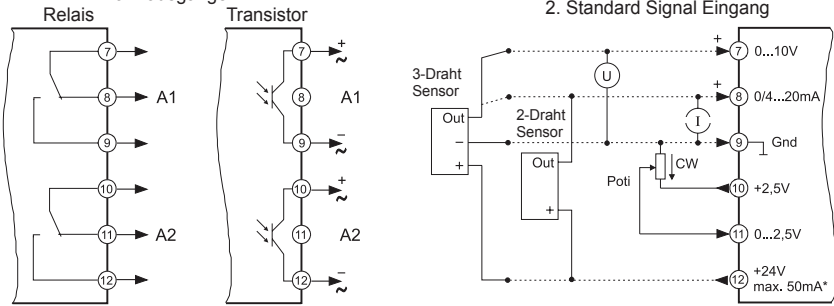 Relais
Transistor
2. Standard Signal Eingang
7
8
A1
9
10
11
A2
12
7
+
~
8
A1
9
−
~
10
+
~
11
A2
12
−
~
3-Draht
Sensor
Out
−
+
2-Draht
Sensor
Out
+
U
I
Poti
CW
+
7
0...10V
+
8
0/4...20mA
9
Gnd
10
+2,5V
11
0...2,5V
12
+24V
max. 50mA*